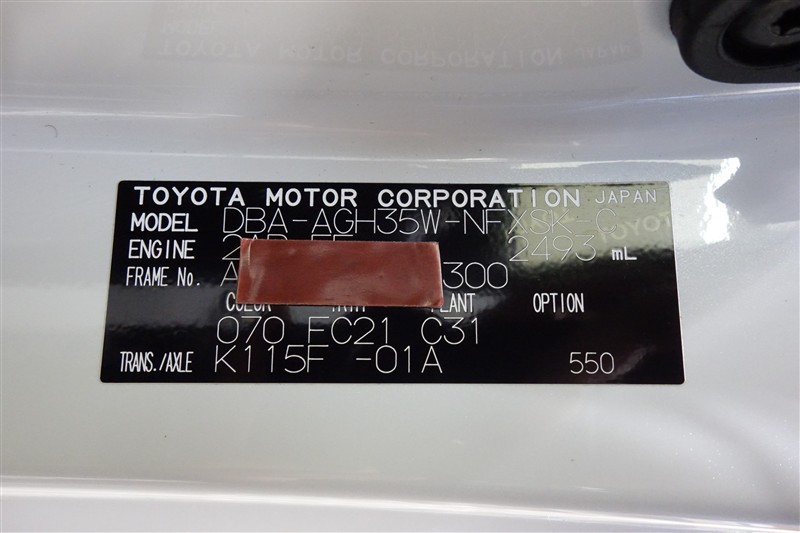 TOYOTA MOTOR CORPORATION JAPAN
MODEL DBA-AGH35W-NFXSK-C
ENGINE 2493 mL
FRAME No. A 300
COLOR TRIM PLANT OPTION
070 FC21 C31
TRANS./AXLE K115F -01A 550